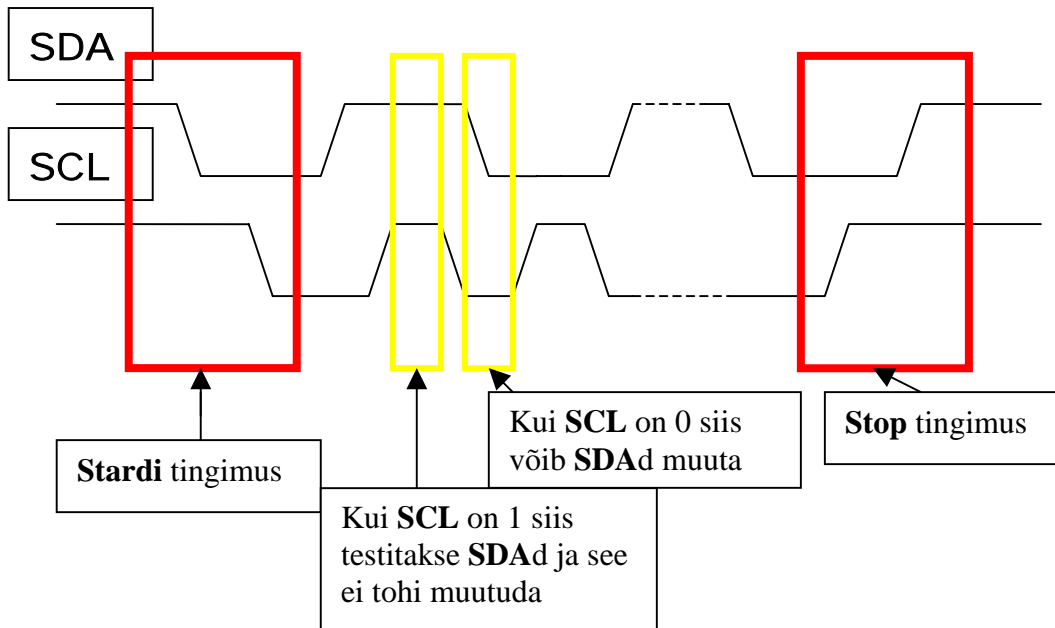 SDA
SCL
Stardi tingimus
Kui SCL on 1 siis
testitakse SDAd ja see
ei tohi muutuda
Kui SCL on 0 siis
võib SDAd muuta
Stop tingimus